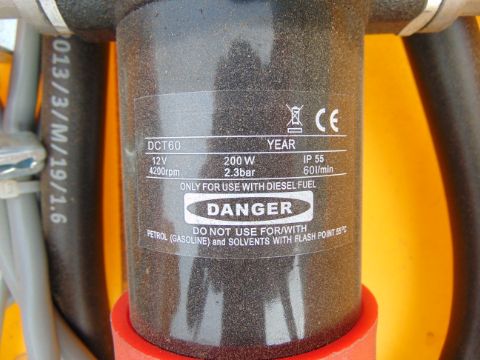 013/3/M/19/1.6
CE
DCT60 YEAR
12V 200W IP 55
4200rpm 2.3bar 60l/min
ONLY FOR USE WITH DIESEL FUEL
DANGER
DO NOT USE FOR/WITH
PETROL (GASOLINE) and SOLVENTS WITH FLASH POINT 55°C